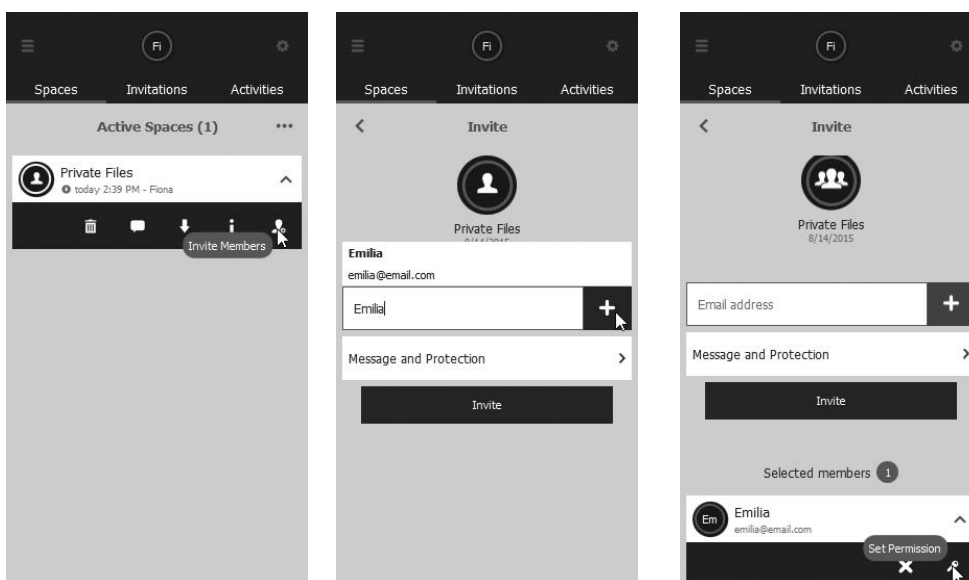 Fi
Spaces Invitations Activities
Active Spaces (1)
Private Files
today 2:39 PM - Fiona
Invite Members
Fi
Spaces Invitations Activities
Invite
Private Files
8/14/2015
Emilia
emilia@email.com
Emilia
Message and Protection
Invite
Fi
Spaces Invitations Activities
Invite
Private Files
8/14/2015
Email address
Message and Protection
Invite
Selected members 1
Em Emilia
emilia@email.com
Set Permission